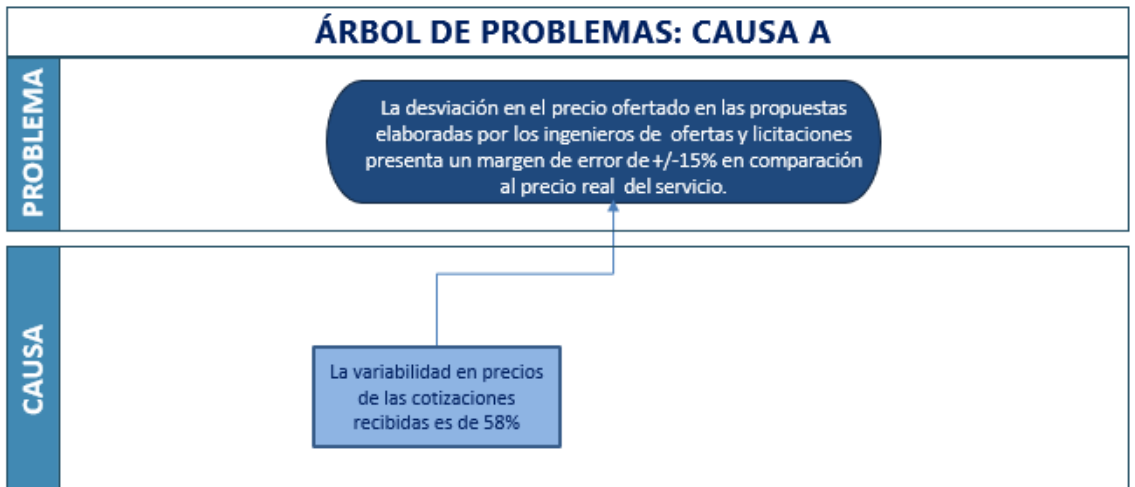 ÁRBOL DE PROBLEMAS: CAUSA A
PROBLEMA
La desviación en el precio ofertado en las propuestas
elaboradas por los ingenieros de ofertas y licitaciones
presenta un margen de error de +/-15% en comparación
al precio real del servicio.
CAUSA
La variabilidad en precios
de las cotizaciones
recibidas es de 58%